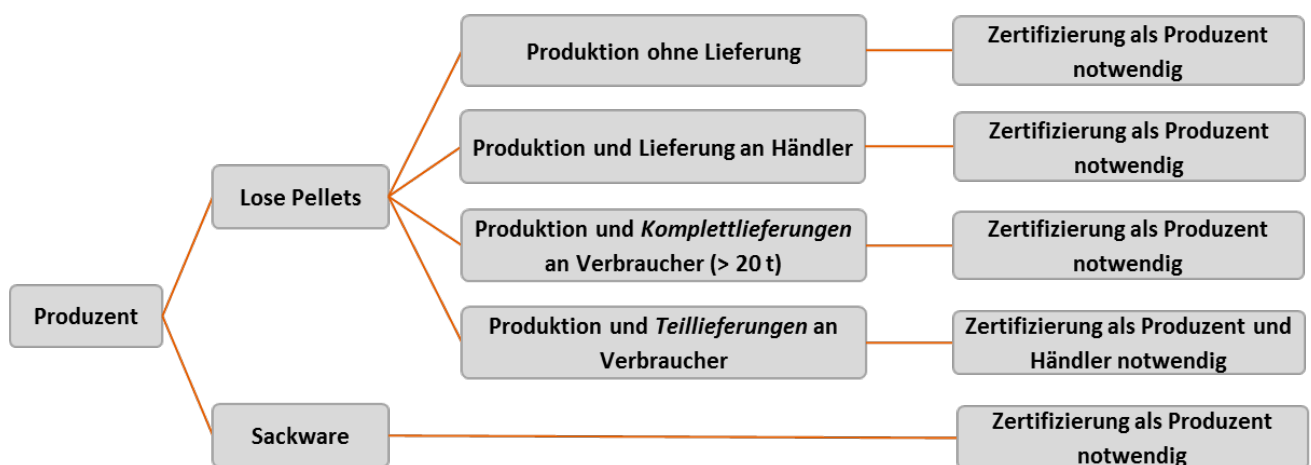 Produktion ohne Lieferung
Zertifizierung als Produzent
notwendig
Produktion und Lieferung an Händler
Zertifizierung als Produzent
notwendig
Lose Pellets
Produktion und Komplettlieferungen
an Verbraucher (> 20 t)
Zertifizierung als Produzent
notwendig
Produzent
Produktion und Teillieferungen an
Verbraucher
Zertifizierung als Produzent und
Händler notwendig
Sackware
Zertifizierung als Produzent
notwendig